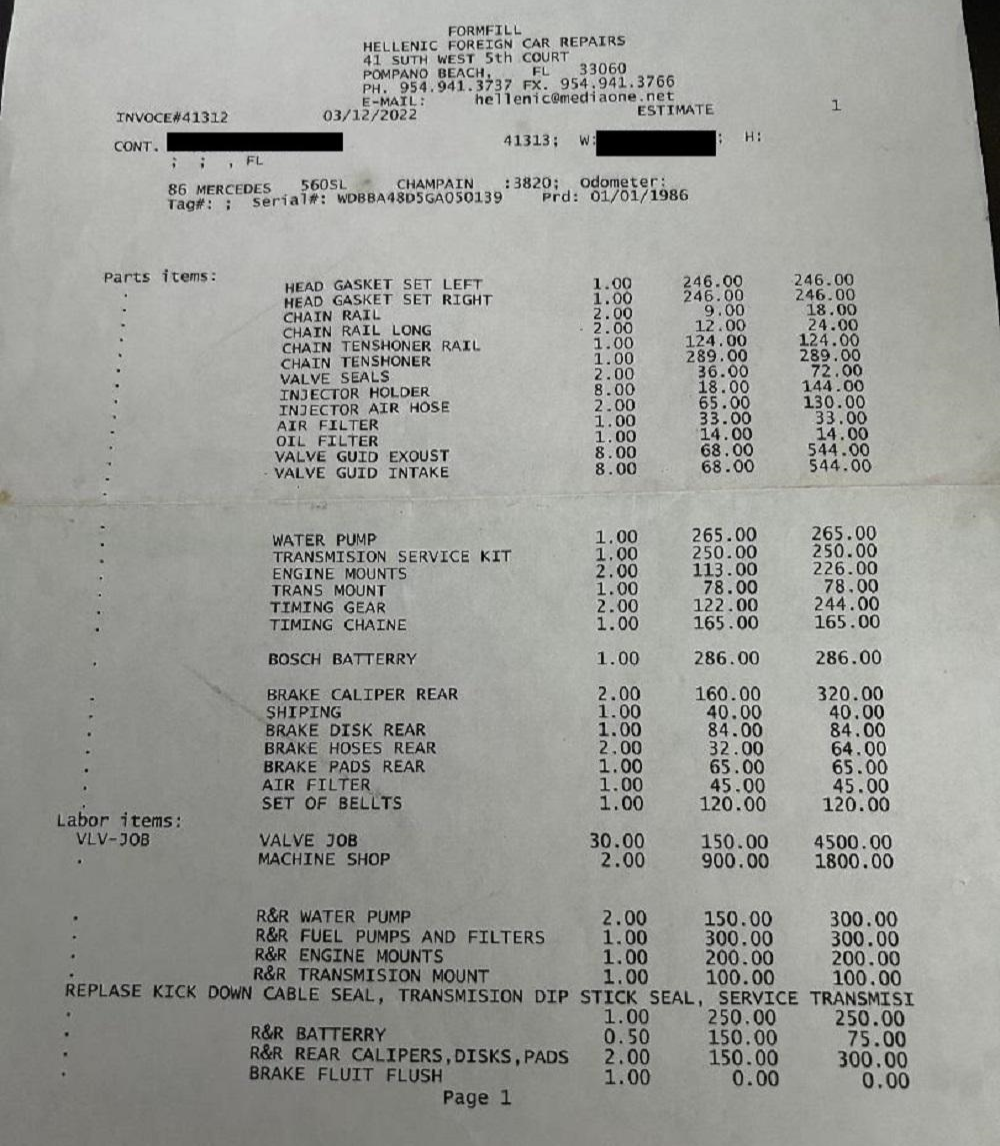 FORMFILL
HELLENIC FOREIGN CAR REPAIRS
41 SUTH WEST 5th COURT
POMPANO BEACH, FL 33060
PH. 954.941.3737 FX. 954.941.3766
E-MAIL: hellenic@mediaone.net
INVOCE#41312 03/12/2022 ESTIMATE 1
CONT. 41313; W: ; H:
; ; , FL
86 MERCEDES 560SL CHAMPAIN :3820; Odometer:
Tag#: ; Serial#: WDBBA48D5GA050139 Prd: 01/01/1986
Parts items:
HEAD GASKET SET LEFT 1.00 246.00 246.00
HEAD GASKET SET RIGHT 1.00 246.00 246.00
CHAIN RAIL 2.00 9.00 18.00
CHAIN RAIL LONG 2.00 12.00 24.00
CHAIN TENSHONER RAIL 1.00 124.00 124.00
CHAIN TENSHONER 1.00 289.00 289.00
VALVE SEALS 2.00 36.00 72.00
INJECTOR HOLDER 8.00 18.00 144.00
INJECTOR AIR HOSE 2.00 65.00 130.00
AIR FILTER 1.00 33.00 33.00
OIL FILTER 1.00 14.00 14.00
VALVE GUID EXOUST 8.00 68.00 544.00
VALVE GUID INTAKE 8.00 68.00 544.00
WATER PUMP 1.00 265.00 265.00
TRANSMISION SERVICE KIT 1.00 250.00 250.00
ENGINE MOUNTS 2.00 113.00 226.00
TRANS MOUNT 1.00 78.00 78.00
TIMING GEAR 2.00 122.00 244.00
TIMING CHAINE 1.00 165.00 165.00
BOSCH BATTERRY 1.00 286.00 286.00
BRAKE CALIPER REAR 2.00 160.00 320.00
SHIPING 1.00 40.00 40.00
BRAKE DISK REAR 1.00 84.00 84.00
BRAKE HOSES REAR 2.00 32.00 64.00
BRAKE PADS REAR 1.00 65.00 65.00
AIR FILTER 1.00 45.00 45.00
SET OF BELLTS 1.00 120.00 120.00
Labor items:
VLV-JOB VALVE JOB 30.00 150.00 4500.00
MACHINE SHOP 2.00 900.00 1800.00
R&R WATER PUMP 2.00 150.00 300.00
R&R FUEL PUMPS AND FILTERS 1.00 300.00 300.00
R&R ENGINE MOUNTS 1.00 200.00 200.00
R&R TRANSMISION MOUNT 1.00 100.00 100.00
REPLASE KICK DOWN CABLE SEAL, TRANSMISION DIP STICK SEAL, SERVICE TRANSMISI
1.00 250.00 250.00
R&R BATTERRY 0.50 150.00 75.00
R&R REAR CALIPERS,DISKS,PADS 2.00 150.00 300.00
BRAKE FLUIT FLUSH 1.00 0.00 0.00
Page 1